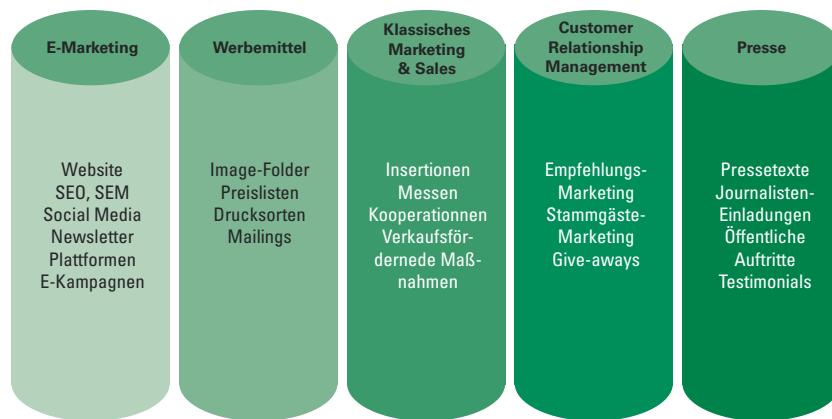 E-Marketing
Website
SEO, SEM
Social Media
Newsletter
Plattformen
E-Kampagnen
Werbemittel
Image-Folder
Preislisten
Drucksorten
Mailings
Klassisches
Marketing
& Sales
Insertionen
Messen
Kooperationnen
Verkaufsför-
dernede Maß-
nahmen
Customer
Relationship
Management
Empfehlungs-
Marketing
Stammgäste-
Marketing
Give-aways
Presse
Pressetexte
Journalisten-
Einladungen
Öffentliche
Auftritte
Testimonials